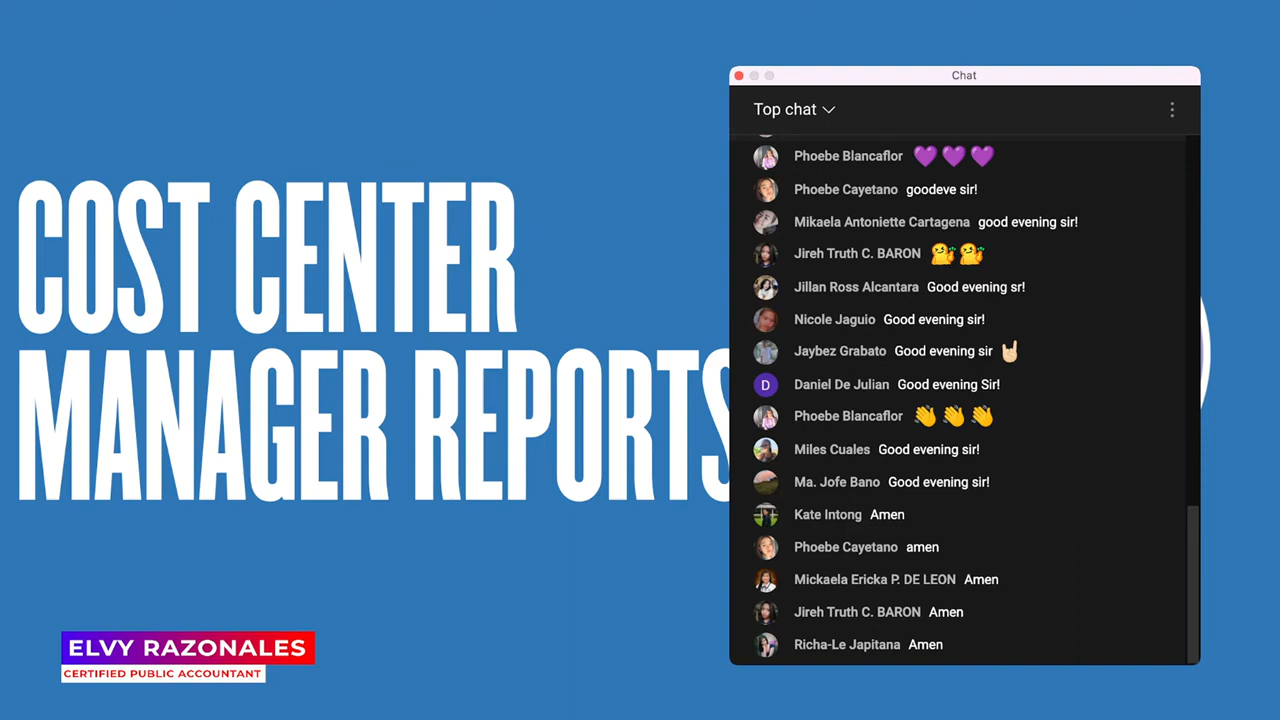 COST CENTER
MANAGER REPORTS
ELVY RAZONALES
CERTIFIED PUBLIC ACCOUNTANT
Chat
Top chat
Phoebe Blancaflor 💜 💜 💜
Phoebe Cayetano goodeve sir!
Mikaela Antoniette Cartagena good evening sir!
Jireh Truth C. BARON
Jillan Ross Alcantara Good evening sr!
Nicole Jaguio Good evening sir!
Jaybez Grabato Good evening sir 🤘🏻
D Daniel De Julian Good evening Sir!
Phoebe Blancaflor 👋 👋 👋
Miles Cuales Good evening sir!
Ma. Jofe Bano Good evening sir!
Kate Intong Amen
Phoebe Cayetano amen
Mickaela Ericka P. DE LEON Amen
Jireh Truth C. BARON Amen
Richa-Le Japitana Amen